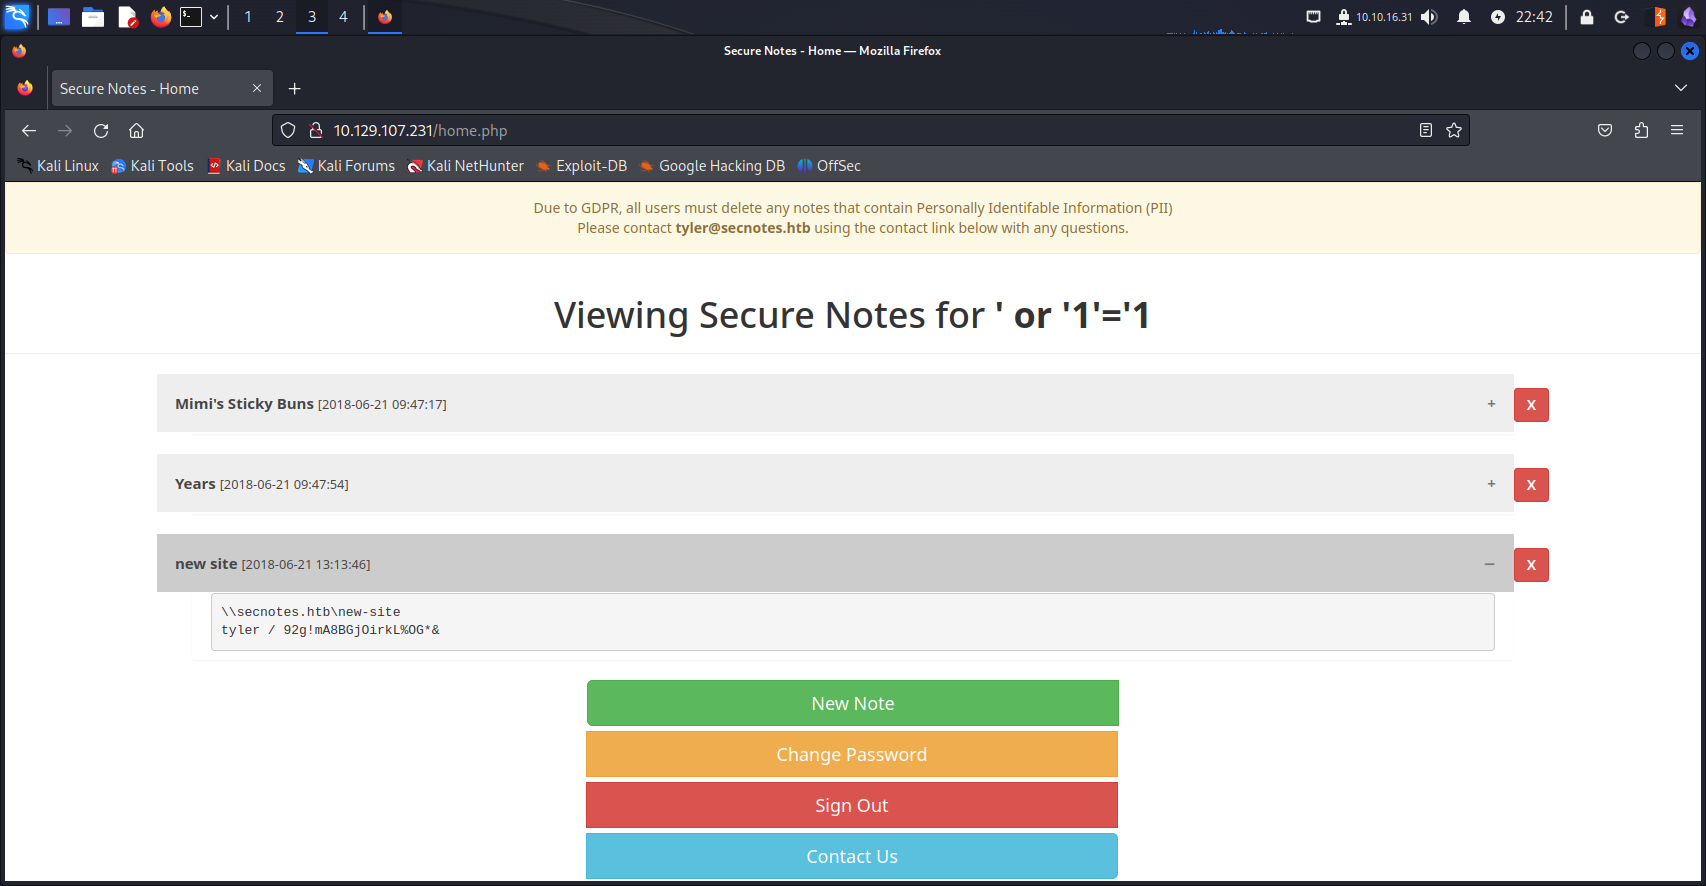 1 2 3 4 10.10.16.31 22:42
Secure Notes - Home — Mozilla Firefox
Secure Notes - Home
10.129.107.231/home.php
Kali Linux Kali Tools Kali Docs Kali Forums Kali NetHunter Exploit-DB Google Hacking DB OffSec
Due to GDPR, all users must delete any notes that contain Personally Identifable Information (PII)
Please contact tyler@secnotes.htb using the contact link below with any questions.
Viewing Secure Notes for ' or '1'='1
Mimi's Sticky Buns [2018-06-21 09:47:17] +
X
Years [2018-06-21 09:47:54] +
X
new site [2018-06-21 13:13:46] −
X
\\secnotes.htb\new-site
tyler / 92g!mA8BGjOirkL%OG*&
New Note
Change Password
Sign Out
Contact Us